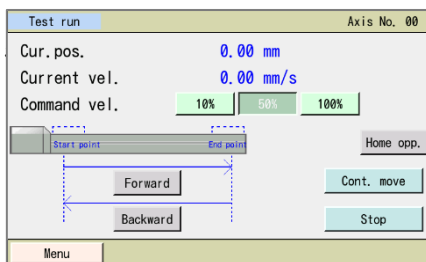 Test run Axis No. 00
Cur.pos. 0.00 mm
Current vel. 0.00 mm/s
Command vel. 10% 50% 100%
Start point End point Home opp.
Forward Cont. move
Backward Stop
Menu